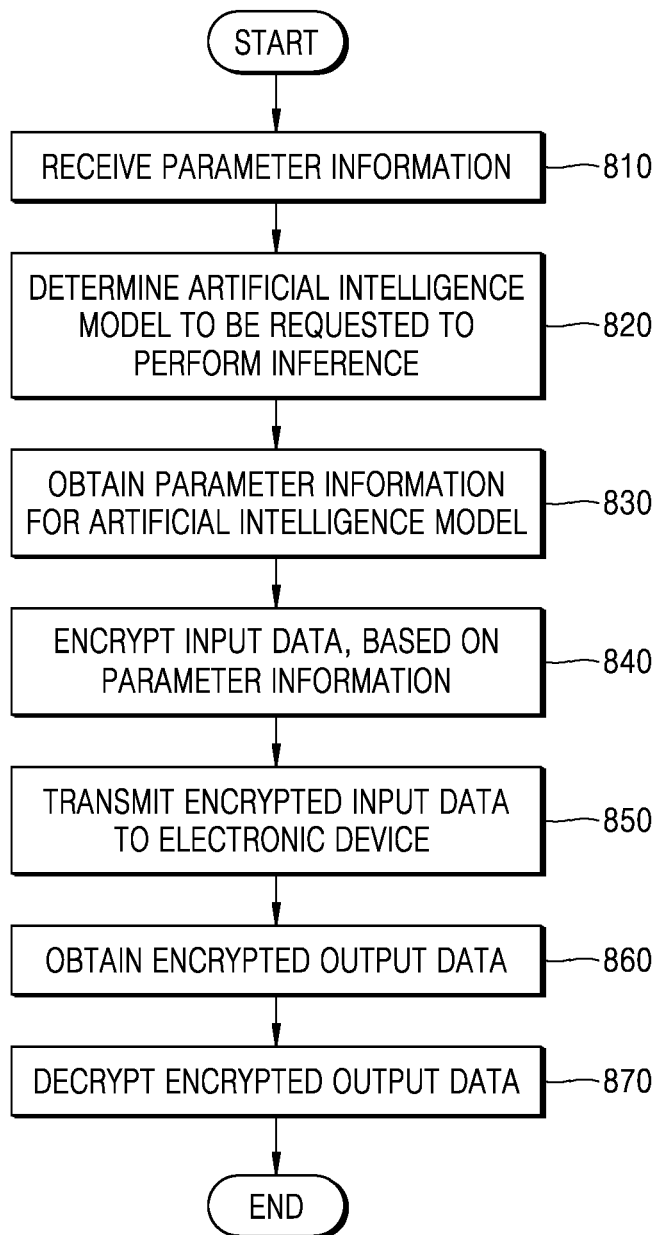 START
RECEIVE PARAMETER INFORMATION
810
DETERMINE ARTIFICIAL INTELLIGENCE
MODEL TO BE REQUESTED TO
PERFORM INFERENCE
820
OBTAIN PARAMETER INFORMATION
FOR ARTIFICIAL INTELLIGENCE MODEL
830
ENCRYPT INPUT DATA, BASED ON
PARAMETER INFORMATION
840
TRANSMIT ENCRYPTED INPUT DATA
TO ELECTRONIC DEVICE
850
OBTAIN ENCRYPTED OUTPUT DATA
860
DECRYPT ENCRYPTED OUTPUT DATA
870
END